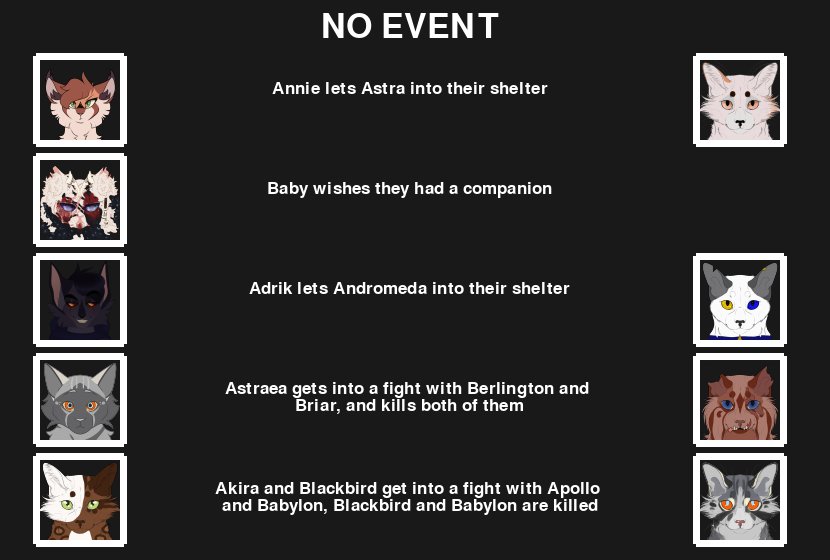 NO EVENT
Annie lets Astra into their shelter
Baby wishes they had a companion
Adrik lets Andromeda into their shelter
Astraea gets into a fight with Berlington and
Briar, and kills both of them
Akira and Blackbird get into a fight with Apollo
and Babylon, Blackbird and Babylon are killed